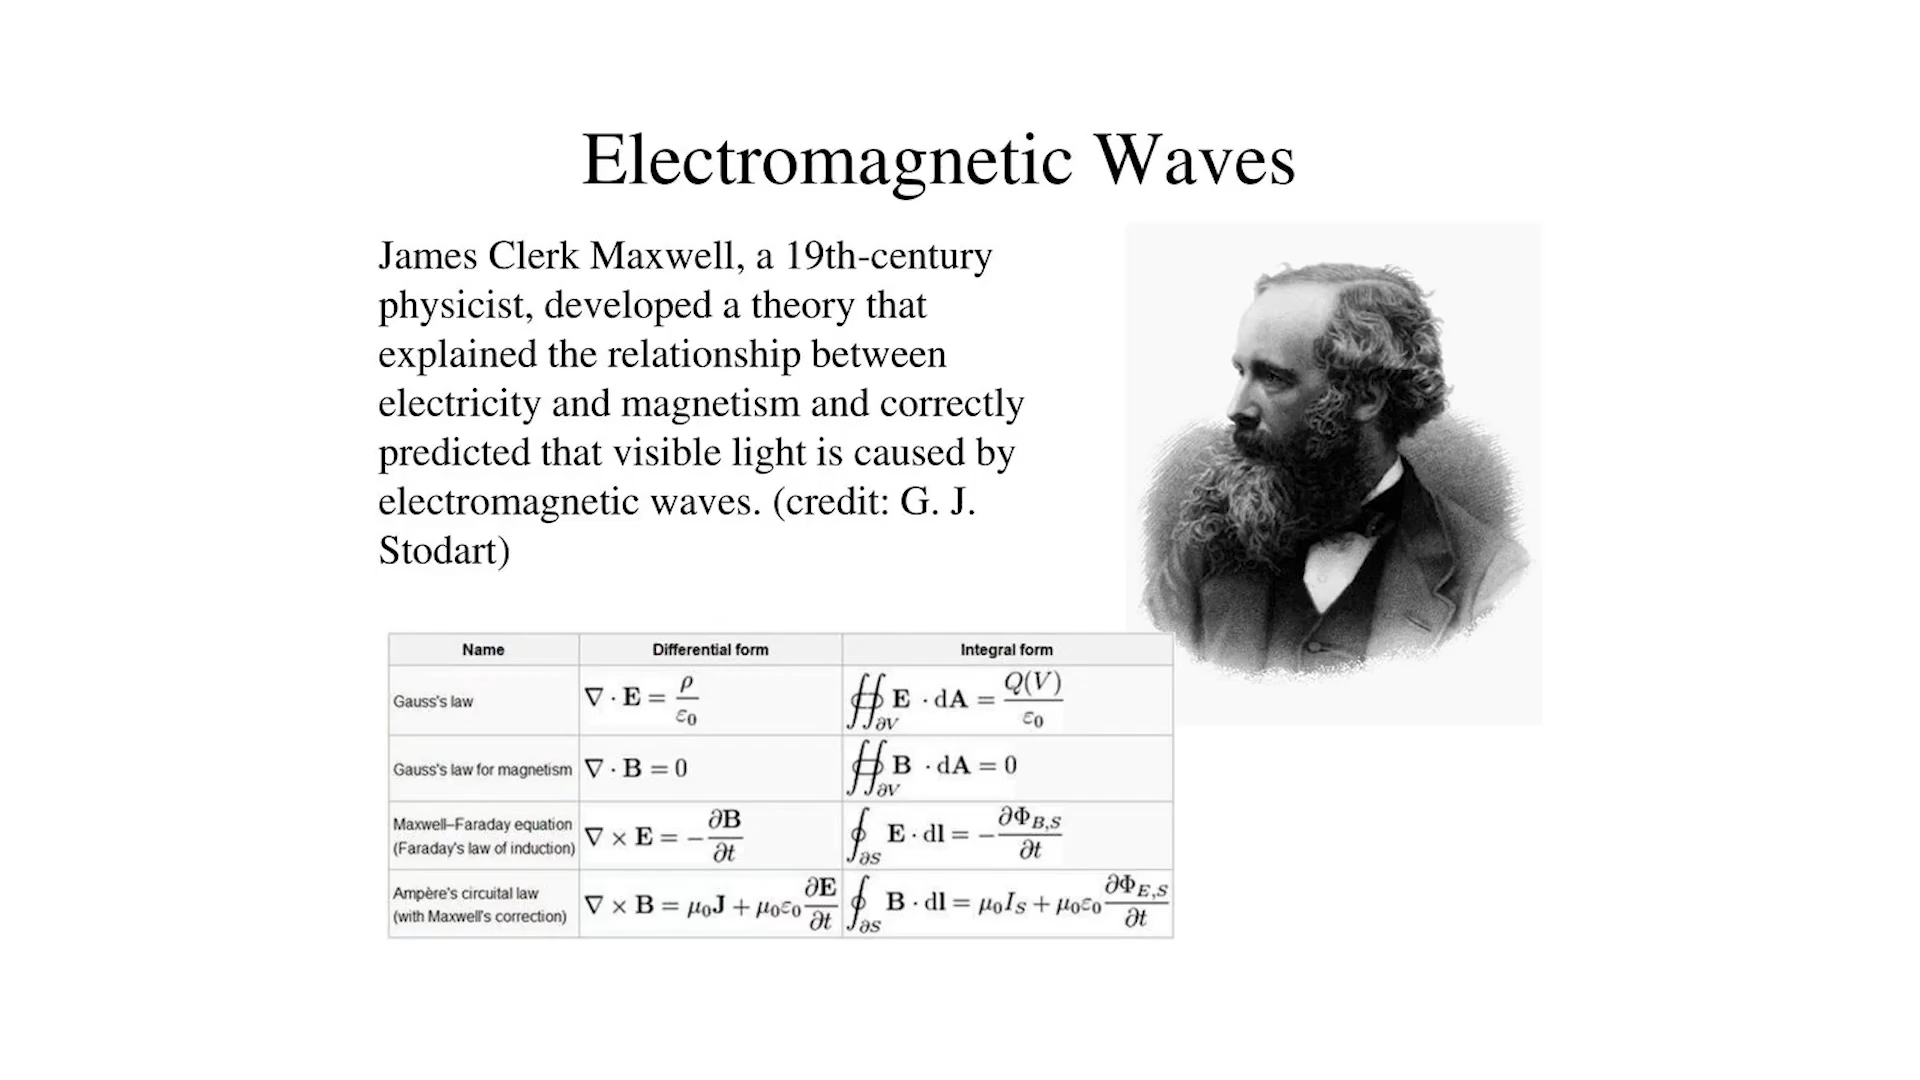 Electromagnetic Waves
James Clerk Maxwell, a 19th-century
physicist, developed a theory that
explained the relationship between
electricity and magnetism and correctly
predicted that visible light is caused by
electromagnetic waves. (credit: G. J.
Stodart)
Name Differential form Integral form
Gauss's law ∇ · E = ρ/ε₀ ∯∂V E · dA = Q(V)/ε₀
Gauss's law for magnetism ∇ · B = 0 ∯∂V B · dA = 0
Maxwell–Faraday equation
(Faraday's law of induction) ∇ × E = −∂B/∂t ∮∂S E · dl = −∂Φ_B,S/∂t
Ampère's circuital law
(with Maxwell's correction) ∇ × B = μ₀J + μ₀ε₀ ∂E/∂t ∮∂S B · dl = μ₀I_S + μ₀ε₀ ∂Φ_E,S/∂t